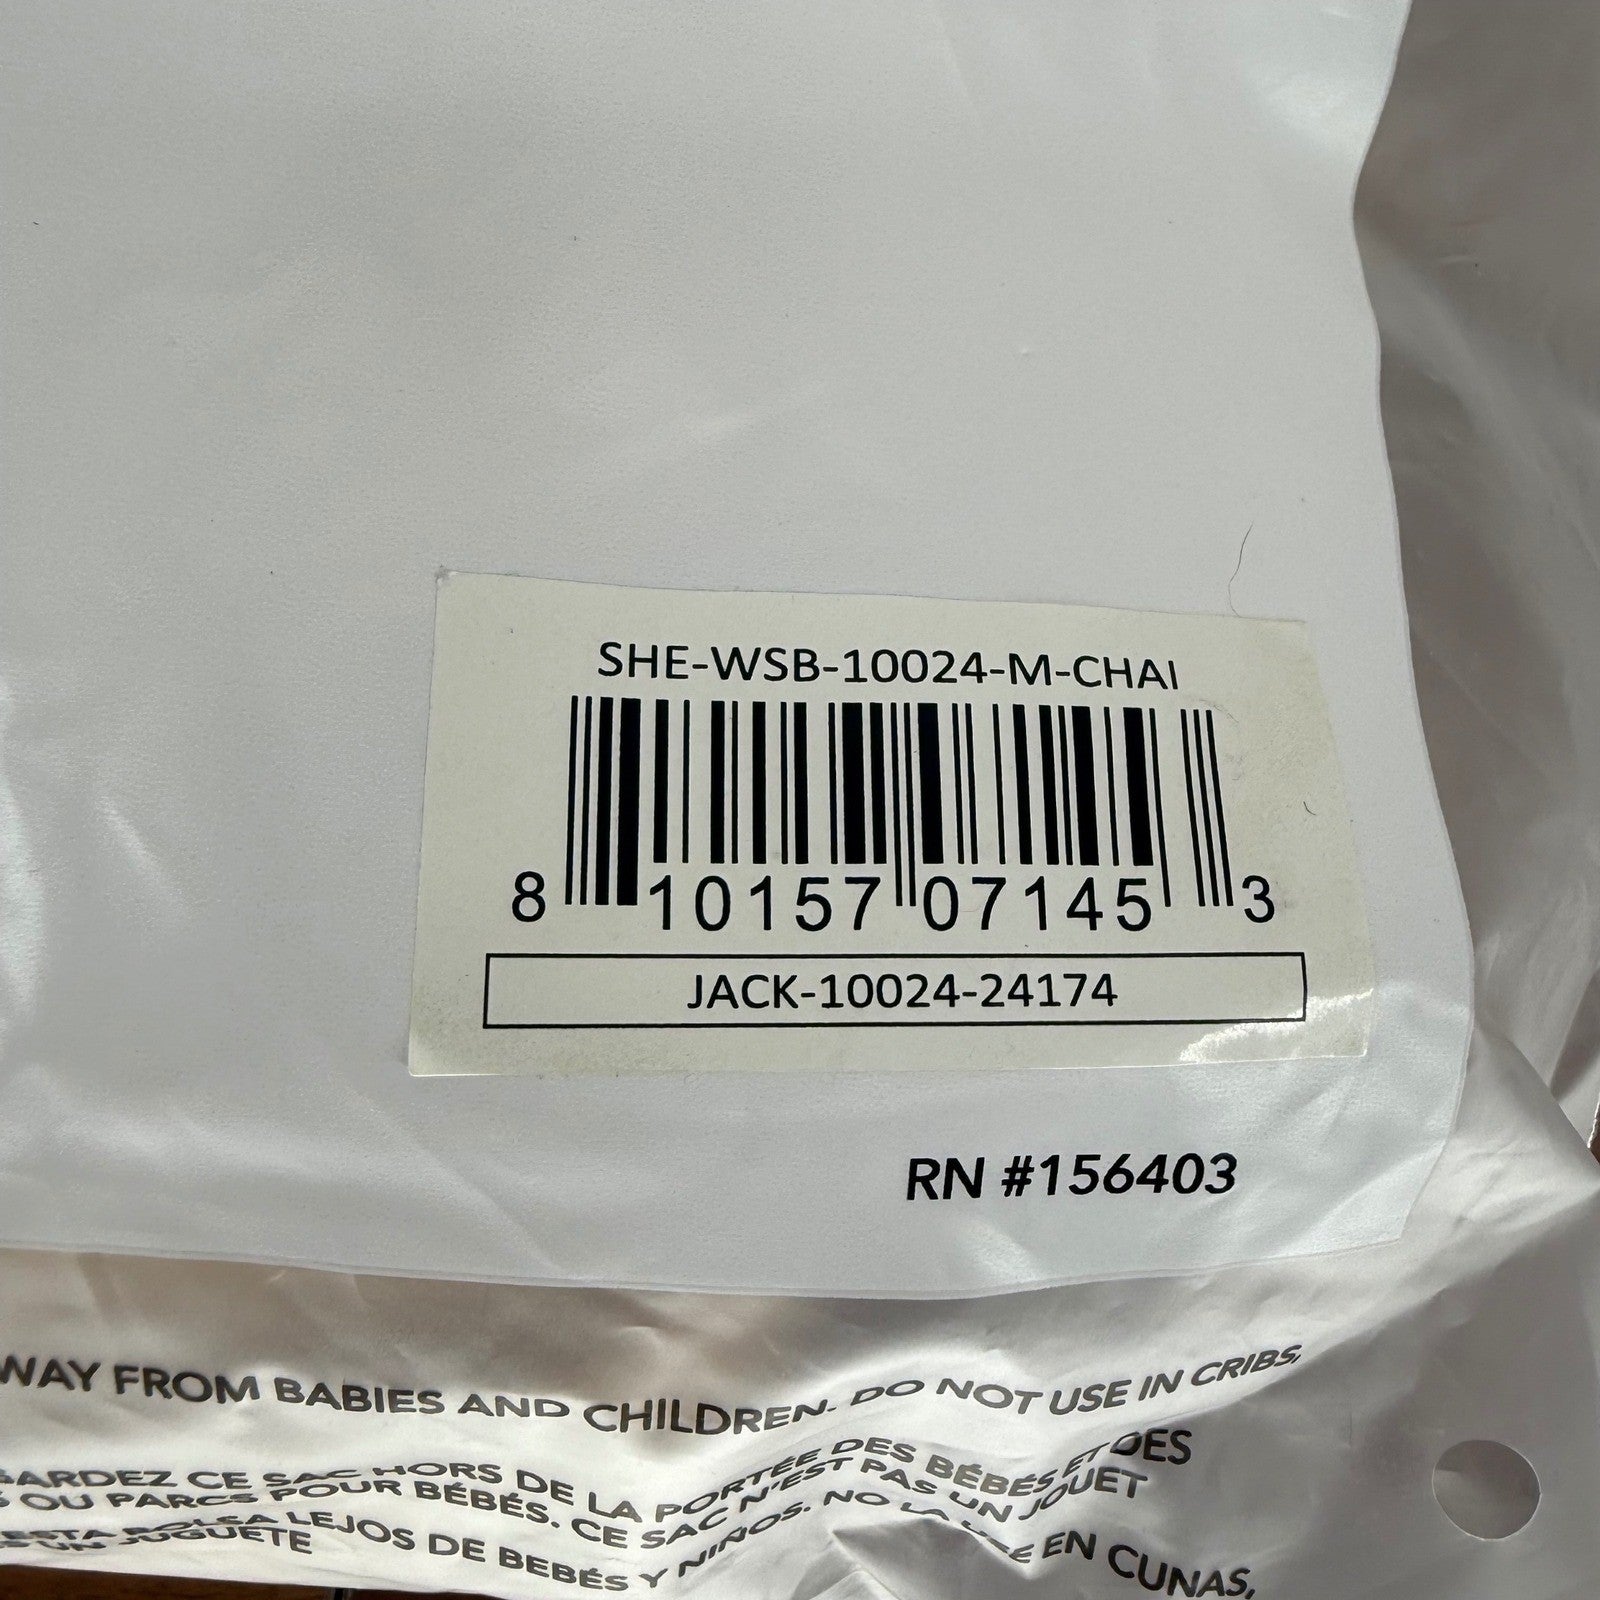 SHE-WSB-10024-M-CHAI
8 10157 07145 3
JACK-10024-24174
RN #156403
WAY FROM BABIES AND CHILDREN. DO NOT USE IN CRIBS,
GARDEZ CE SAC HORS DE LA PORTÉE DES BÉBÉS ET DES
OU PARCS POUR BÉBÉS. CE SAC N'EST PAS UN JOUET
ESTA BOLSA LEJOS DE BEBÉS Y NIÑOS. NO LA USE EN CUNAS,
ES UN JUGUETE